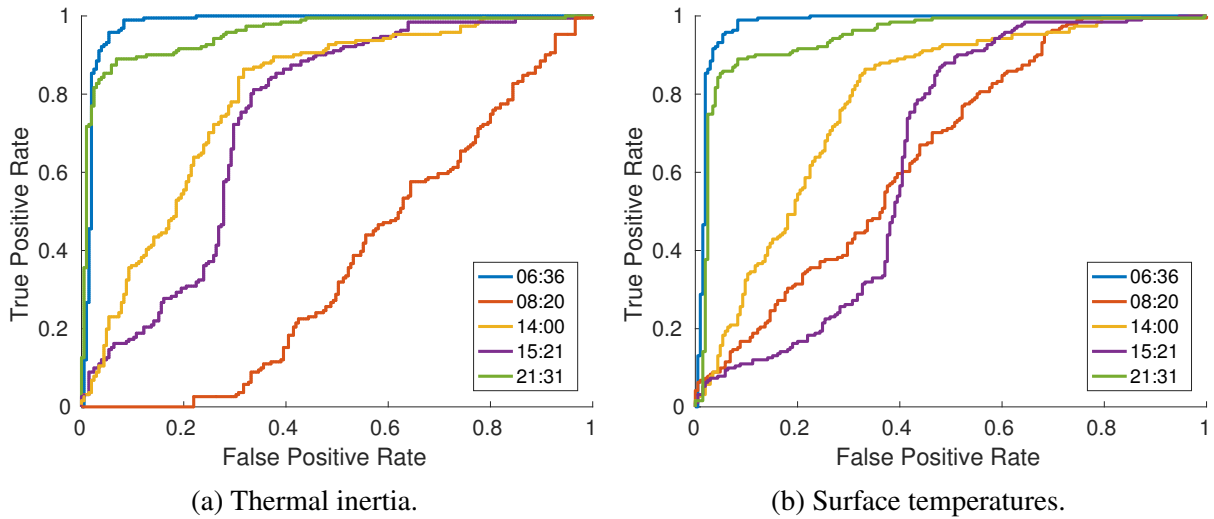 1
0.8
0.6
0.4
0.2
0
0 0.2 0.4 0.6 0.8 1
True Positive Rate
False Positive Rate
06:36
08:20
14:00
15:21
21:31
(a) Thermal inertia.
1
0.8
0.6
0.4
0.2
0
0 0.2 0.4 0.6 0.8 1
True Positive Rate
False Positive Rate
06:36
08:20
14:00
15:21
21:31
(b) Surface temperatures.